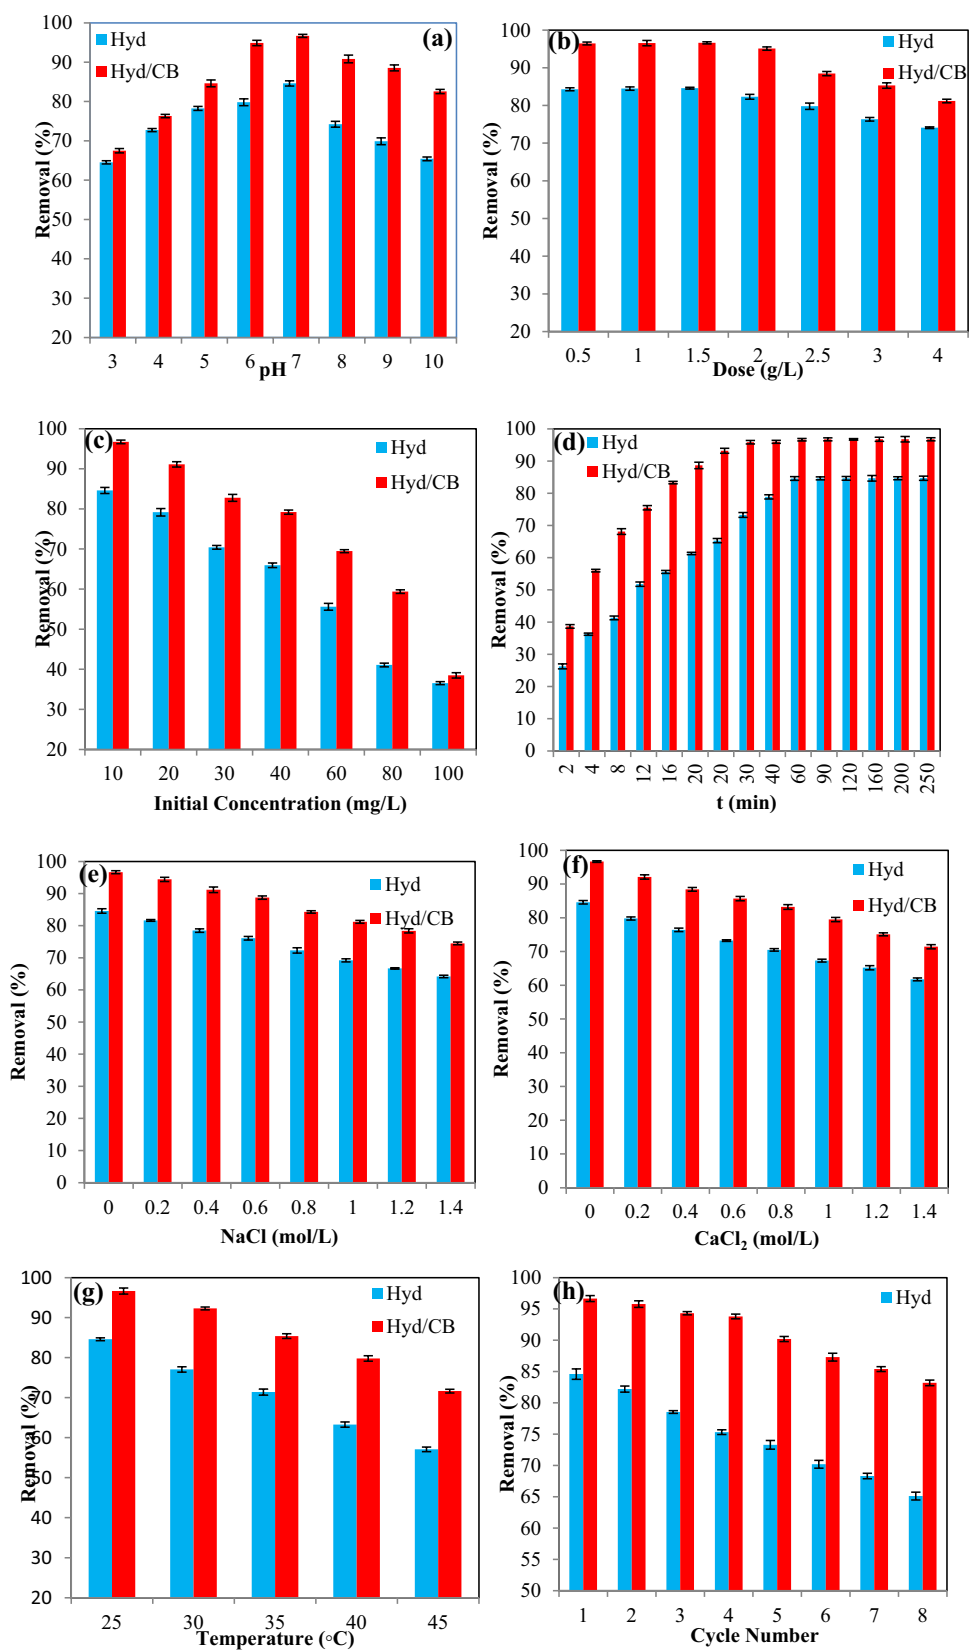 (a)
Hyd
Hyd/CB
Removal (%)
100
90
80
70
60
50
40
30
20
3 4 5 6 7 8 9 10
pH
(b)
Hyd
Hyd/CB
Removal (%)
100
90
80
70
60
50
40
30
20
0.5 1 1.5 2 2.5 3 4
Dose (g/L)
(c)
Hyd
Hyd/CB
Removal (%)
100
90
80
70
60
50
40
30
20
10 20 30 40 60 80 100
Initial Concentration (mg/L)
(d)
Hyd
Hyd/CB
Removal (%)
100
90
80
70
60
50
40
30
20
10
0
2 4 8 12 16 20 20 30 40 60 90 120 160 200 250
t (min)
(e)
Hyd
Hyd/CB
Removal (%)
100
90
80
70
60
50
40
30
20
10
0
0 0.2 0.4 0.6 0.8 1 1.2 1.4
NaCl (mol/L)
(f)
Hyd
Hyd/CB
Removal (%)
100
90
80
70
60
50
40
30
20
10
0
0 0.2 0.4 0.6 0.8 1 1.2 1.4
CaCl₂ (mol/L)
(g)
Hyd
Hyd/CB
Removal (%)
100
90
80
70
60
50
40
30
20
25 30 35 40 45
Temperature (◦C)
(h)
Hyd
Removal (%)
100
95
90
85
80
75
70
65
60
55
50
1 2 3 4 5 6 7 8
Cycle Number